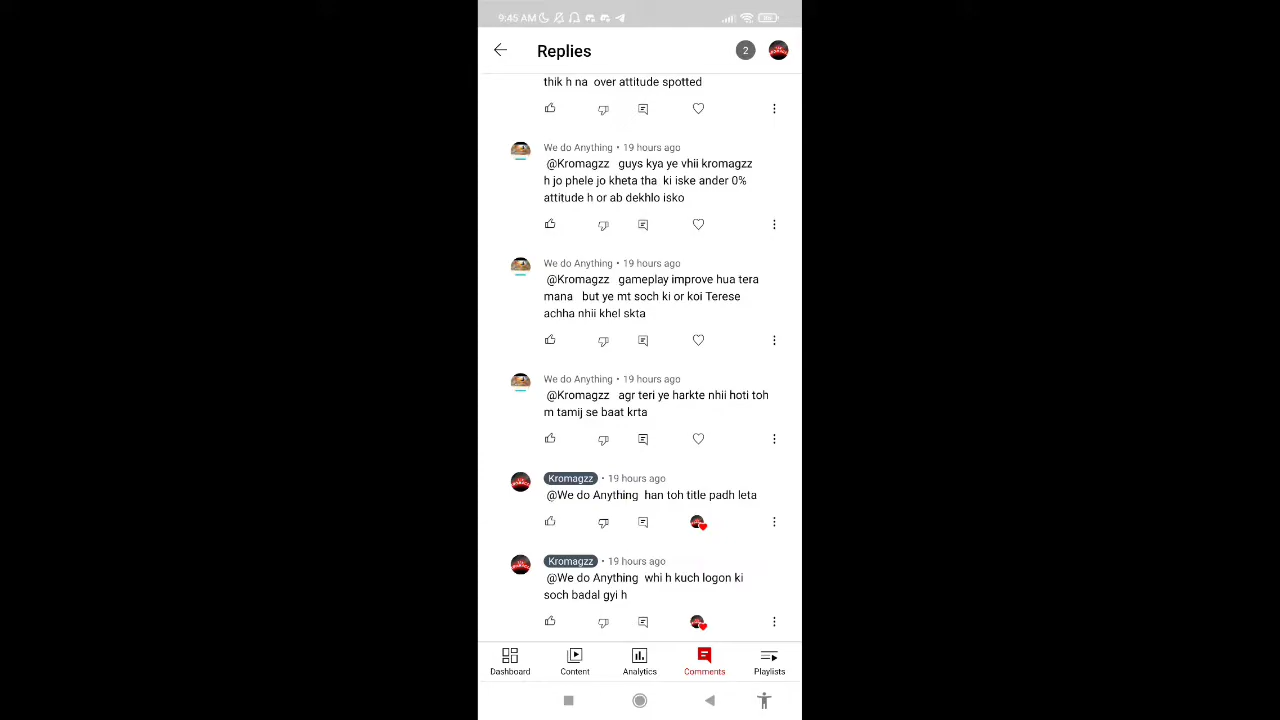 9:45 AM
Replies
2
thik h na over attitude spotted
We do Anything • 19 hours ago
@Kromagzz guys kya ye vhii kromagzz
h jo phele jo kheta tha ki iske ander 0%
attitude h or ab dekhlo isko
We do Anything • 19 hours ago
@Kromagzz gameplay improve hua tera
mana but ye mt soch ki or koi Terese
achha nhii khel skta
We do Anything • 19 hours ago
@Kromagzz agr teri ye harkte nhii hoti toh
m tamij se baat krta
Kromagzz • 19 hours ago
@We do Anything han toh title padh leta
Kromagzz • 19 hours ago
@We do Anything whi h kuch logon ki
soch badal gyi h
Dashboard Content Analytics Comments Playlists